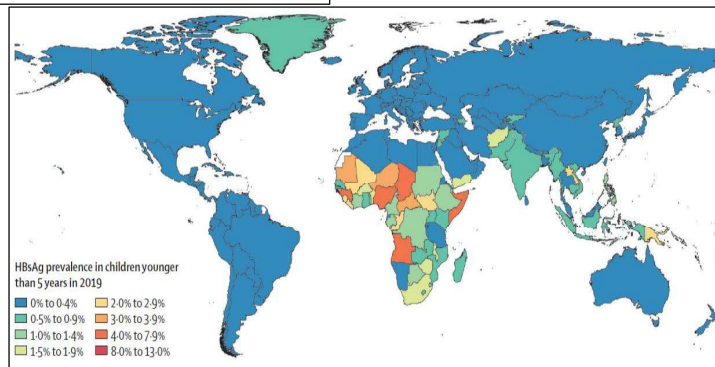 HBsAg prevalence in children younger
than 5 years in 2019
0% to 0·4%
0·5% to 0·9%
1·0% to 1·4%
1·5% to 1·9%
2·0% to 2·9%
3·0% to 3·9%
4·0% to 7·9%
8·0% to 13·0%